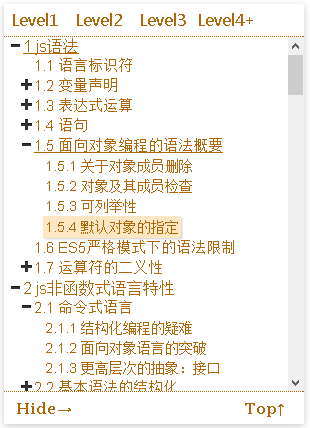 Level1 Level2 Level3 Level4+
1 js语法
1.1 语言标识符
1.2 变量声明
1.3 表达式运算
1.4 语句
1.5 面向对象编程的语法概要
1.5.1 关于对象成员删除
1.5.2 对象及其成员检查
1.5.3 可列举性
1.5.4 默认对象的指定
1.6 ES5严格模式下的语法限制
1.7 运算符的二义性
2 js非函数式语言特性
2.1 命令式语言
2.1.1 结构化编程的疑难
2.1.2 面向对象语言的突破
2.1.3 更高层次的抽象：接口
2.2 基本语法的结构化
Hide→ Top↑